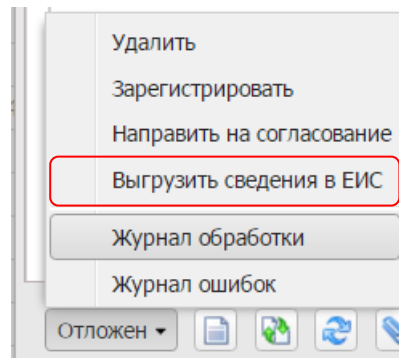 Удалить
Зарегистрировать
Направить на согласование
Выгрузить сведения в ЕИС
Журнал обработки
Журнал ошибок
Отложен